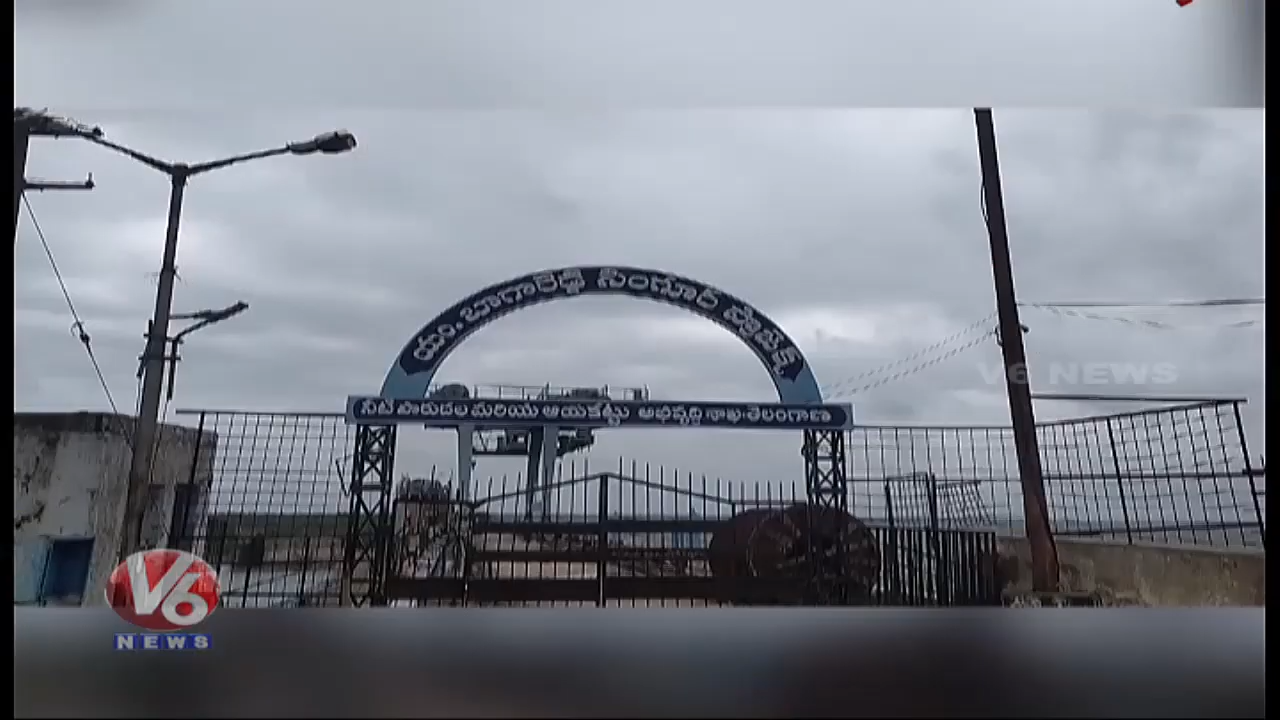 యం. బాగారెడ్డి సింగూర్ ప్రాజెక్ట్
నీటి పారుదల మరియు ఆయకట్టు అభివృద్ధి శాఖ తెలంగాణ
V6 NEWS
V6
NEWS